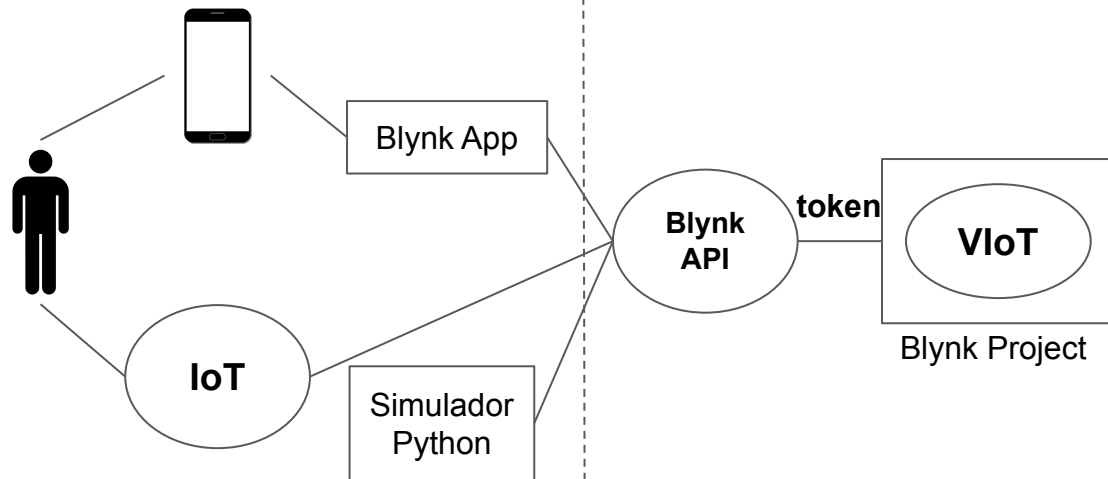 Blynk App
Blynk
API
token
VIoT
Blynk Project
IoT
Simulador
Python